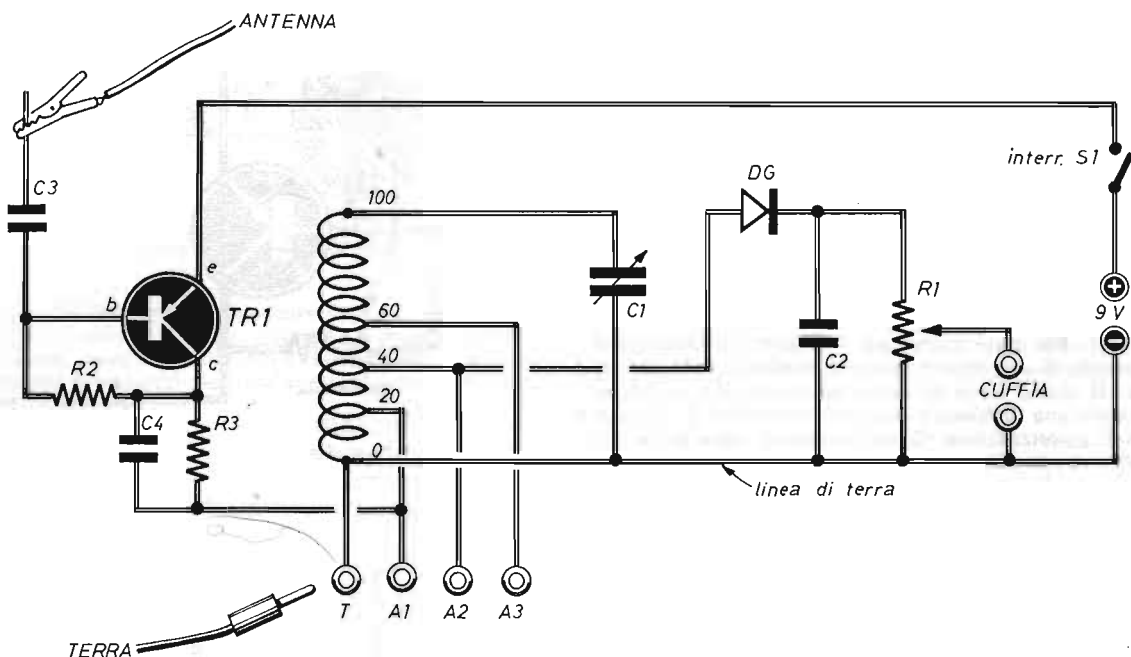 ANTENNA
C3
e
b
TR1
c
R2
C4
R3
100
60
40
20
0
C1
DG
C2
R1
interr. S1
+
9V
-
CUFFIA
linea di terra
T
A1
A2
A3
TERRA